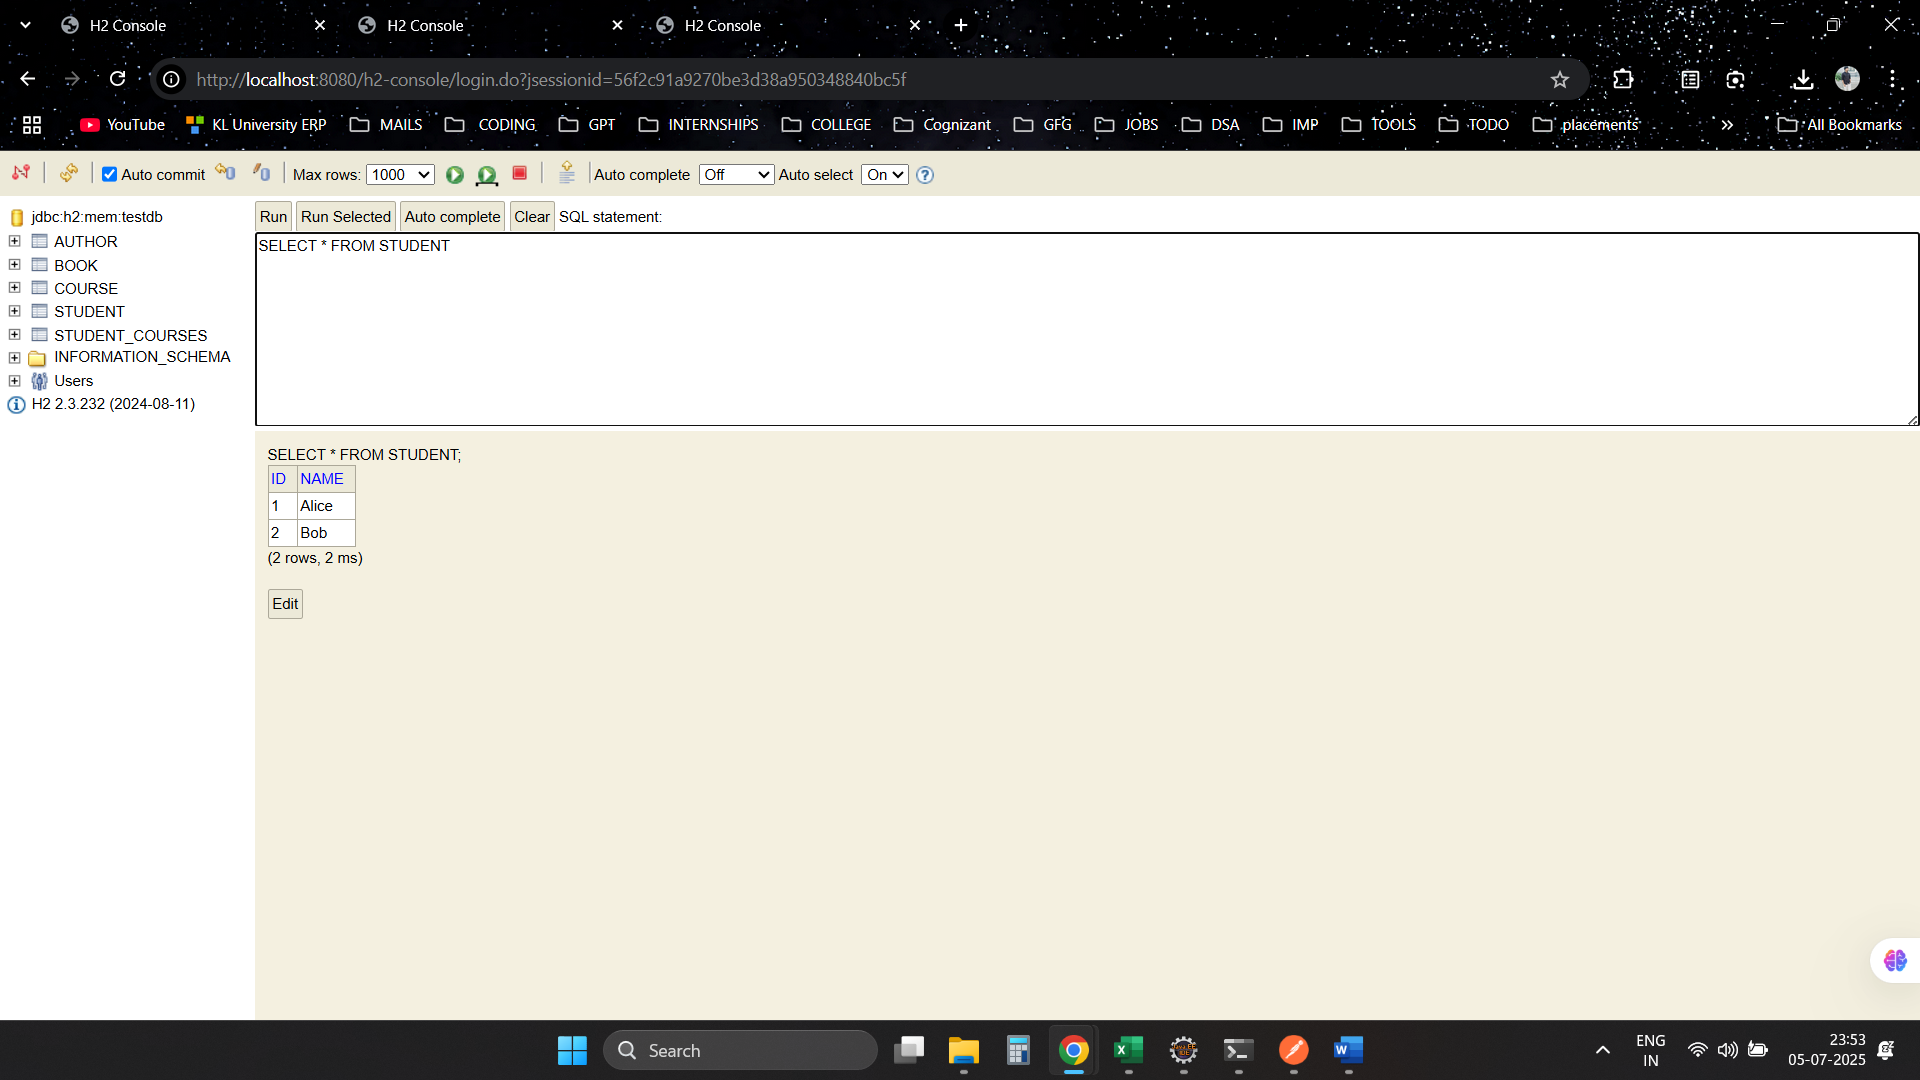 H2 Console
H2 Console
H2 Console
http://localhost:8080/h2-console/login.do?jsessionid=56f2c91a9270be3d38a950348840bc5f
YouTube KL University ERP MAILS CODING GPT INTERNSHIPS COLLEGE Cognizant GFG JOBS DSA IMP TOOLS TODO placements » All Bookmarks
Auto commit Max rows: 1000 Auto complete Off Auto select On ?
jdbc:h2:mem:testdb
AUTHOR
BOOK
COURSE
STUDENT
STUDENT_COURSES
INFORMATION_SCHEMA
Users
H2 2.3.232 (2024-08-11)
Run Run Selected Auto complete Clear SQL statement:
SELECT * FROM STUDENT
SELECT * FROM STUDENT;
ID NAME
1 Alice
2 Bob
(2 rows, 2 ms)
Edit
Search
ENG
IN
23:53
05-07-2025